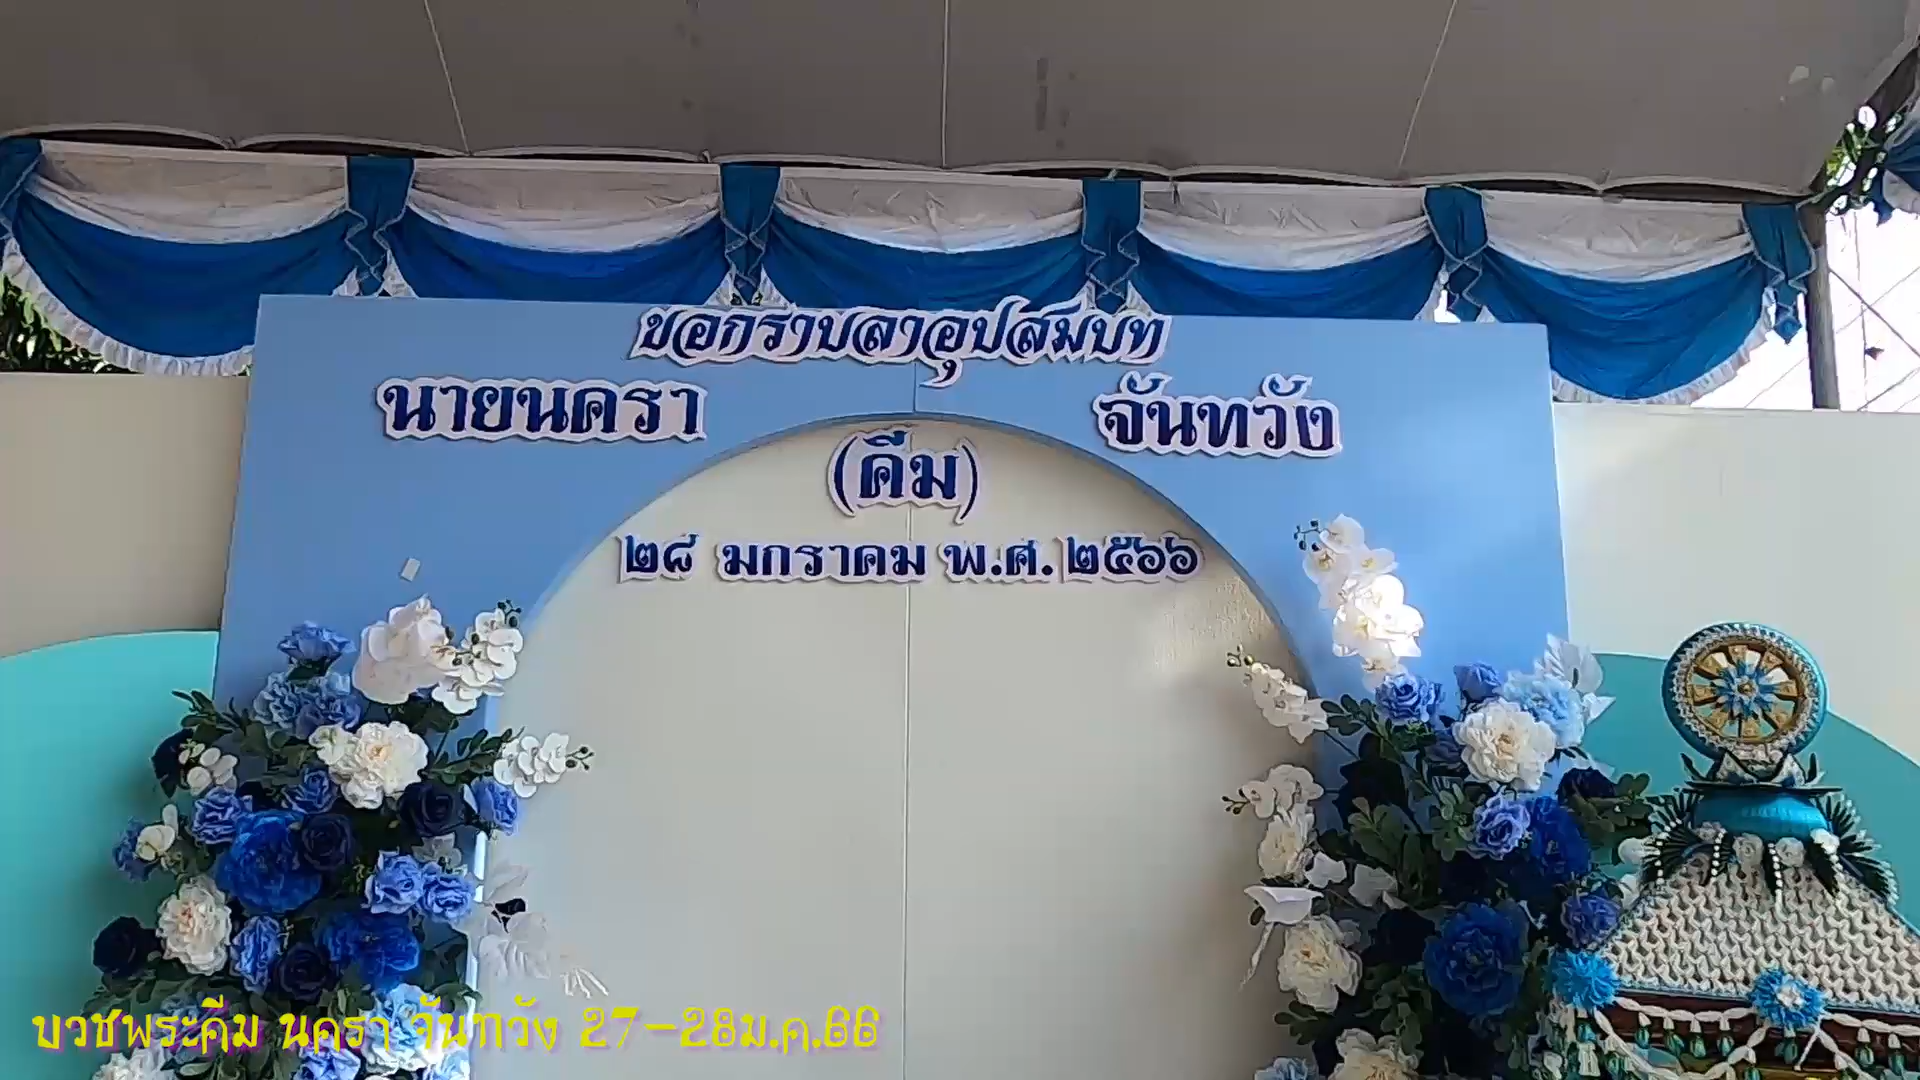 ขอกราบลาอุปสมบท
นายนครา จันทวัง
(คีม)
๒๘ มกราคม พ.ศ. ๒๕๖๖
บวชพระคีม นครา จันทวัง 27-28ม.ค.66